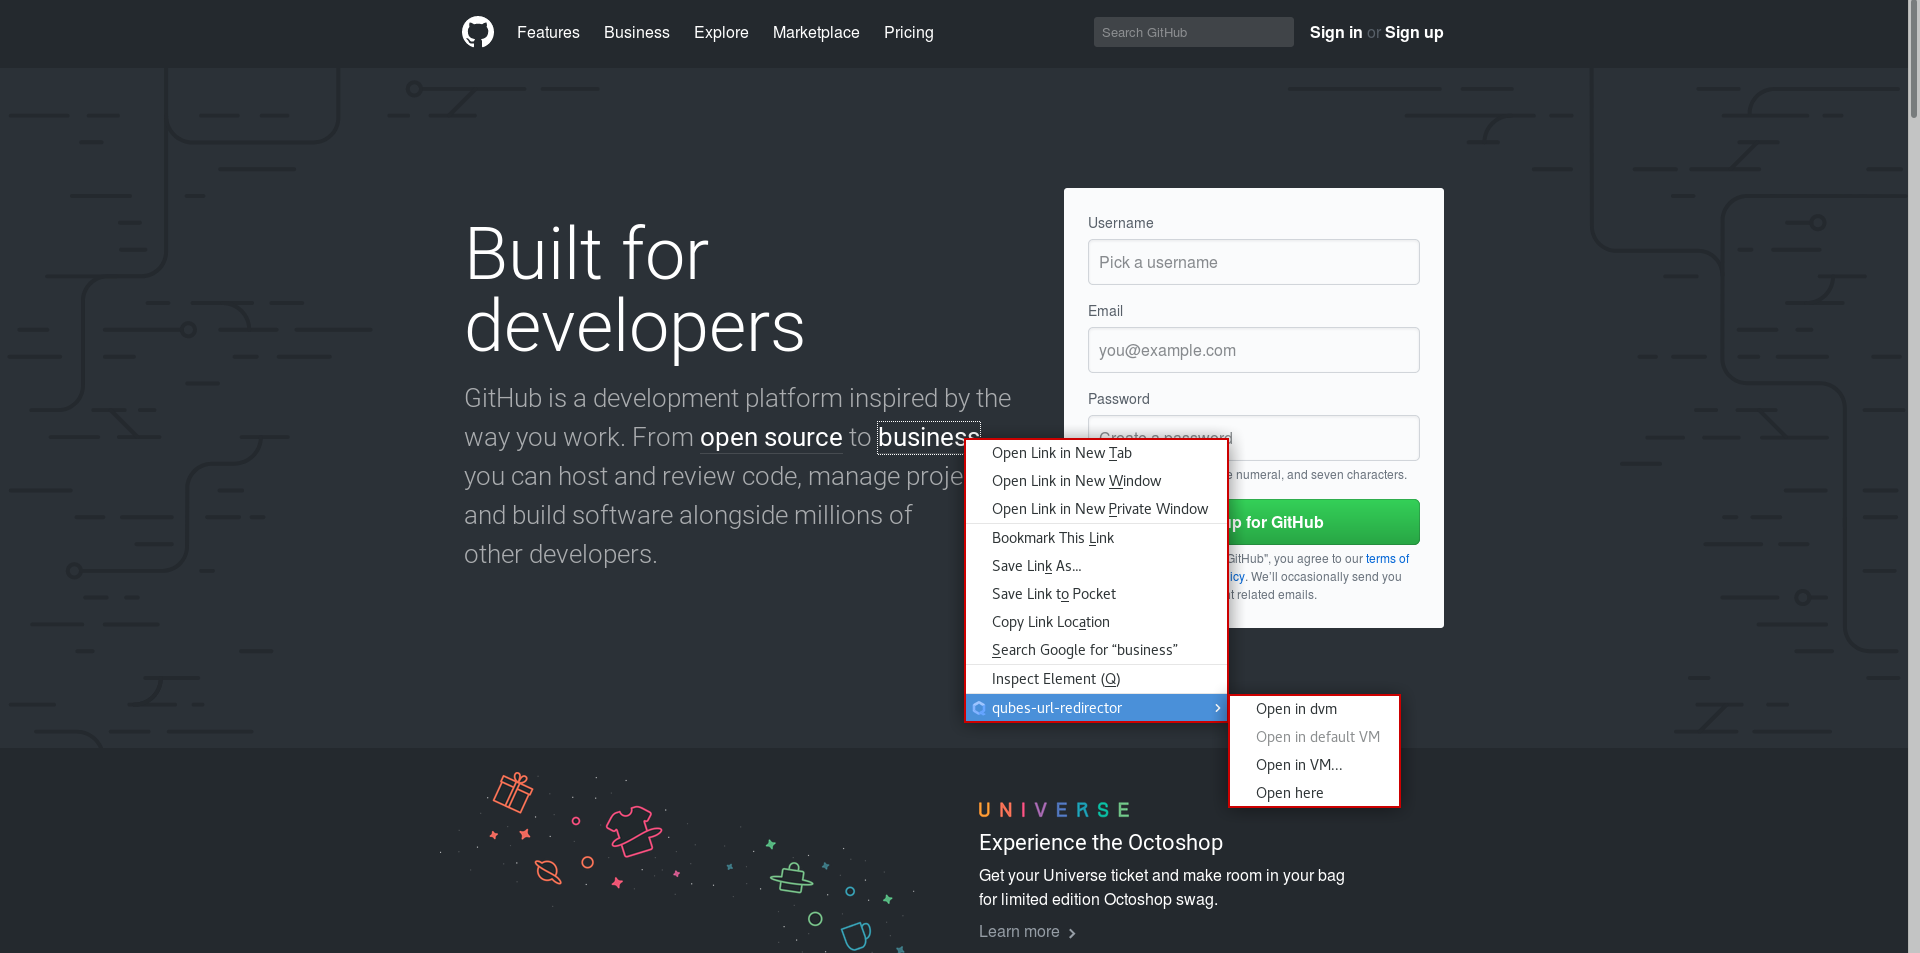 Features Business Explore Marketplace Pricing Search GitHub Sign in or Sign up
Built for
developers
GitHub is a development platform inspired by the
way you work. From open source to business
you can host and review code, manage proje
and build software alongside millions of
other developers.
Username
Pick a username
Email
you@example.com
Password
Create a password
numeral, and seven characters.
up for GitHub
GitHub", you agree to our terms of
icy. We'll occasionally send you
related emails.
Open Link in New Tab
Open Link in New Window
Open Link in New Private Window
Bookmark This Link
Save Link As...
Save Link to Pocket
Copy Link Location
Search Google for “business”
Inspect Element (Q)
qubes-url-redirector
Open in dvm
Open in default VM
Open in VM...
Open here
UNIVERSE
Experience the Octoshop
Get your Universe ticket and make room in your bag
for limited edition Octoshop swag.
Learn more